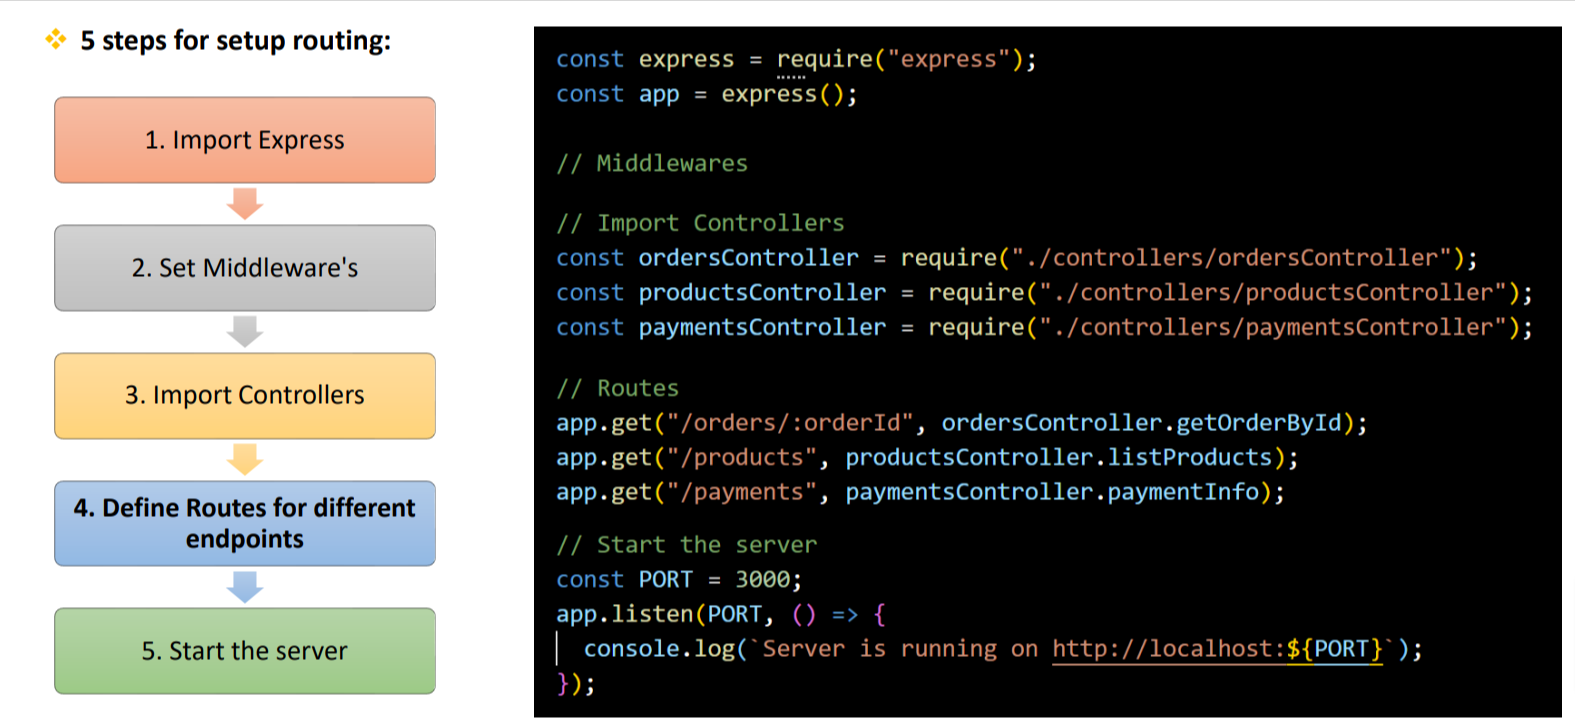 5 steps for setup routing:
1. Import Express
2. Set Middleware's
3. Import Controllers
4. Define Routes for different
endpoints
5. Start the server
const express = require("express");
const app = express();
// Middlewares
// Import Controllers
const ordersController = require("./controllers/ordersController");
const productsController = require("./controllers/productsController");
const paymentsController = require("./controllers/paymentsController");
// Routes
app.get("/orders/:orderId", ordersController.getOrderById);
app.get("/products", productsController.listProducts);
app.get("/payments", paymentsController.paymentInfo);
// Start the server
const PORT = 3000;
app.listen(PORT, () => {
console.log(`Server is running on http://localhost:${PORT}`);
});